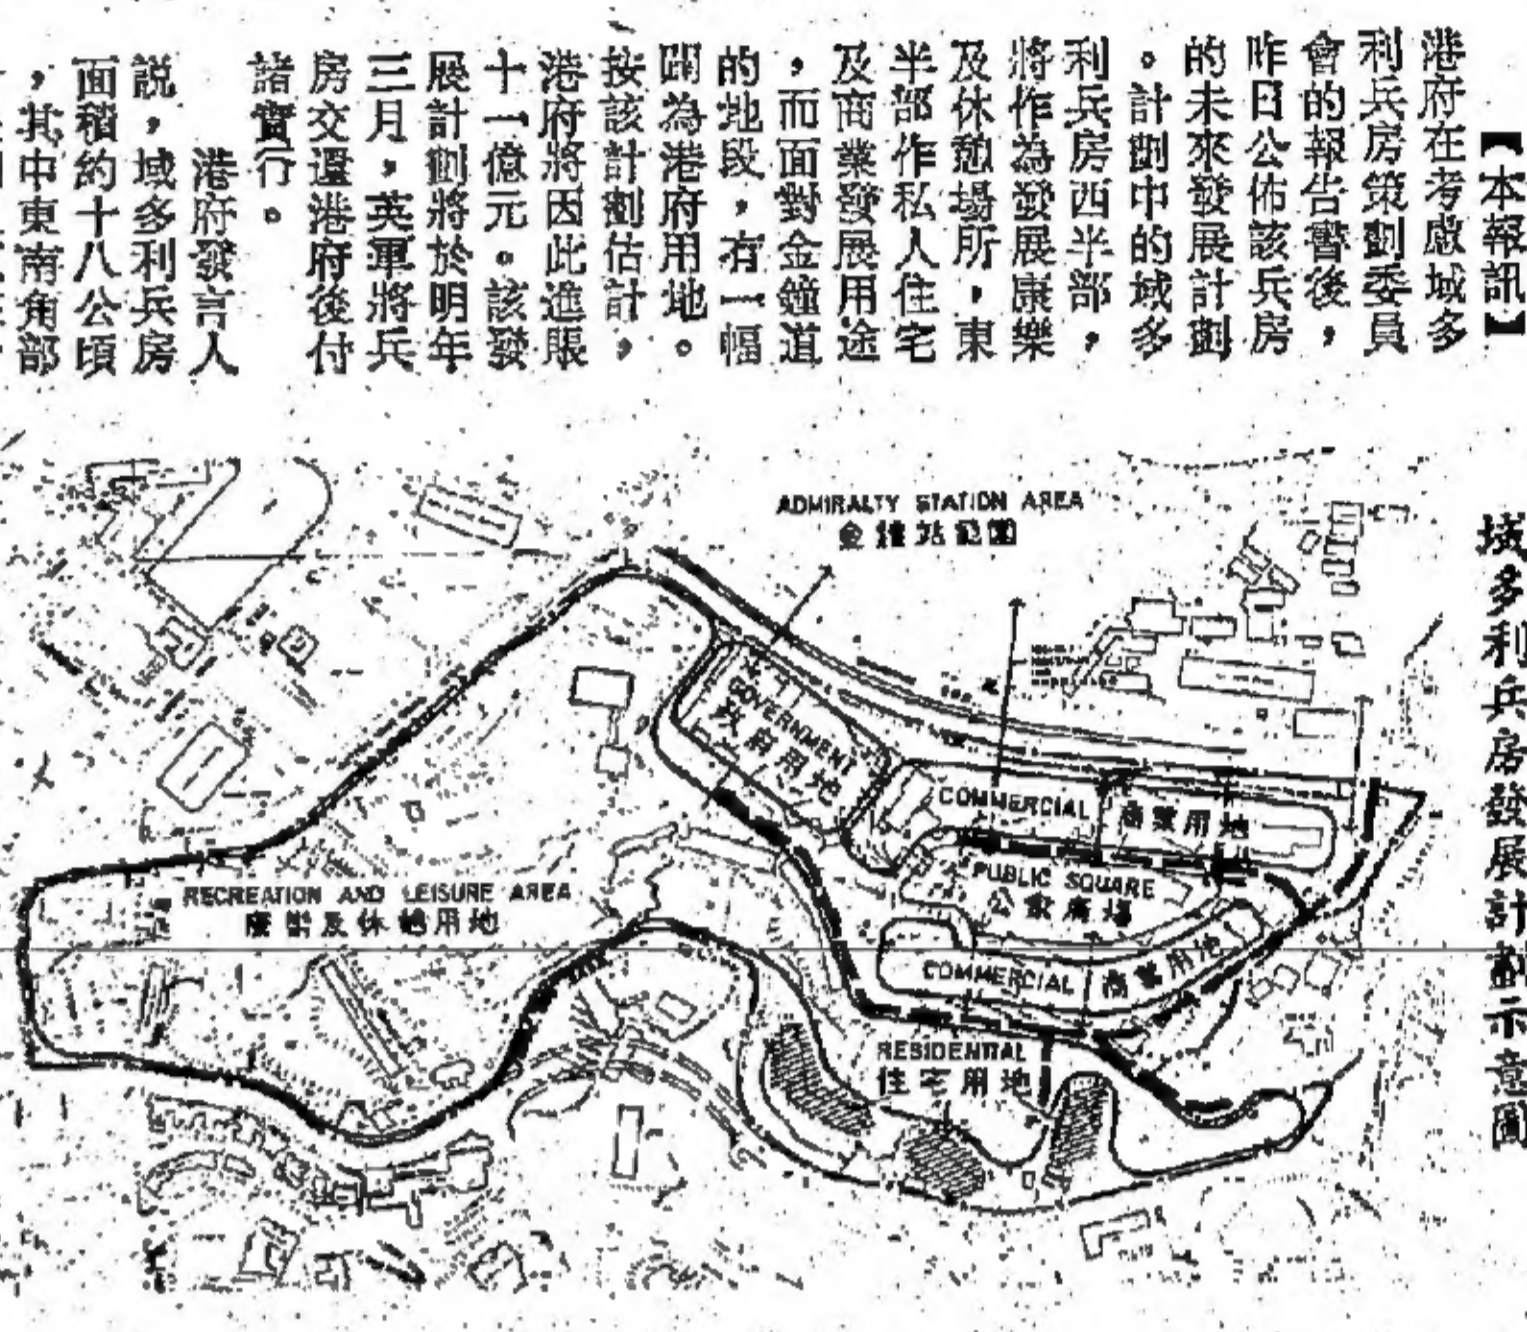 【本報訊】
港府在考慮域多
利兵房策劃委員
會的報告書後，
昨日公佈該兵房
的未來發展計劃
。計劃中的域多
利兵房西半部，
將作為發展康樂
及休憩場所，東
半部作私人住宅
及商業發展用途
，而面對金鐘道
的地段，有一幅
闢為港府用地。
按該計劃估計，
港府將因此進賬
十一億元。該發
展計劃將於明年
三月，英軍將兵
房交還港府後付
諸實行。
港府發言人
説，域多利兵房
面積約十八公頃
，其中東南角部
域多利兵房發展計劃示意圖
ADMIRALTY STATION AREA
金鐘站範圍
GOVERNMENT
政府用地
COMMERCIAL 商業用地
PUBLIC SQUARE
公眾廣場
COMMERCIAL 商業用地
RECREATION AND LEISURE AREA
康樂及休憩用地
RESIDENTIAL
住宅用地